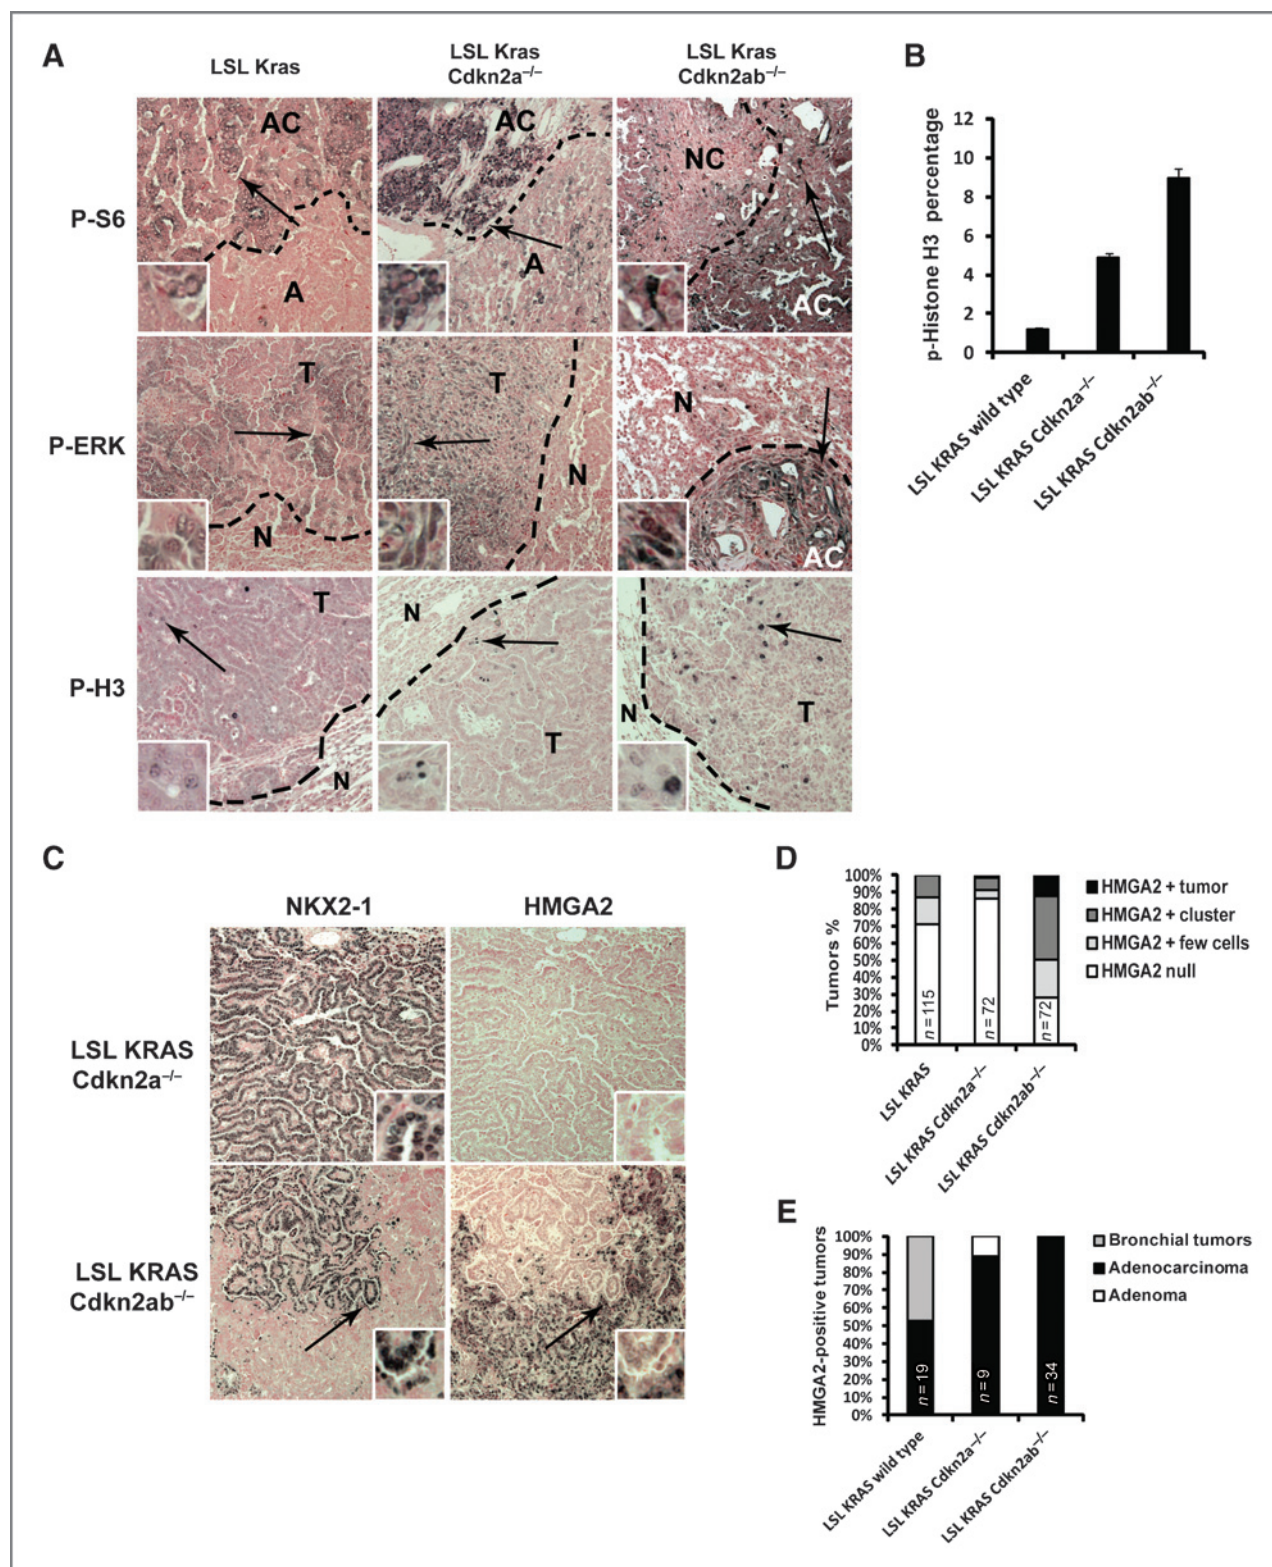 A
LSL Kras
LSL Kras
Cdkn2a–/–
LSL Kras
Cdkn2ab–/–
P-S6
AC
A
AC
A
NC
AC
P-ERK
T
N
T
N
N
AC
P-H3
T
N
N
T
N
T
B
p-Histone H3 percentage
12
10
8
6
4
2
0
LSL KRAS wild type
LSL KRAS Cdkn2a–/–
LSL KRAS Cdkn2ab–/–
C
NKX2-1
HMGA2
LSL KRAS
Cdkn2a–/–
LSL KRAS
Cdkn2ab–/–
D
Tumors %
100%
90%
80%
70%
60%
50%
40%
30%
20%
10%
0%
n = 115
n = 72
n = 72
LSL KRAS
LSL KRAS Cdkn2a–/–
LSL KRAS Cdkn2ab–/–
HMGA2 + tumor
HMGA2 + cluster
HMGA2 + few cells
HMGA2 null
E
HMGA2-positive tumors
100%
90%
80%
70%
60%
50%
40%
30%
20%
10%
0%
n = 19
n = 9
n = 34
LSL KRAS wild type
LSL KRAS Cdkn2a–/–
LSL KRAS Cdkn2ab–/–
Bronchial tumors
Adenocarcinoma
Adenoma